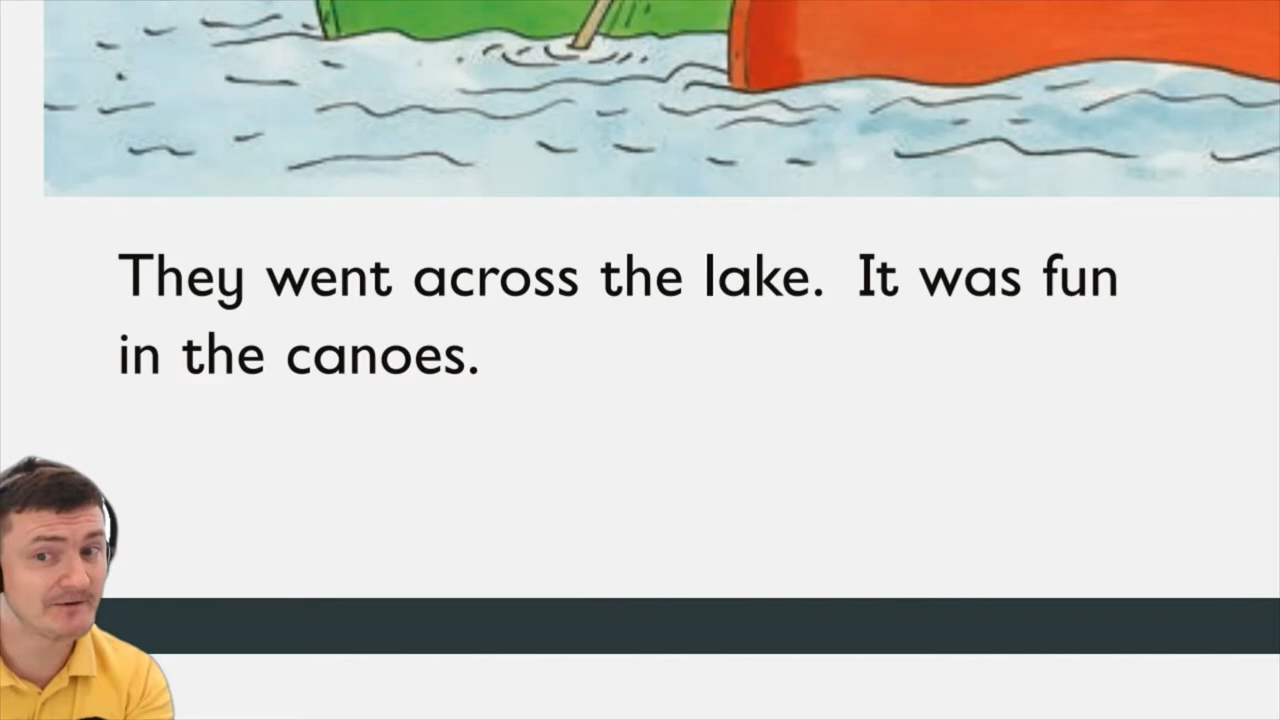 They went across the lake. It was fun
in the canoes.